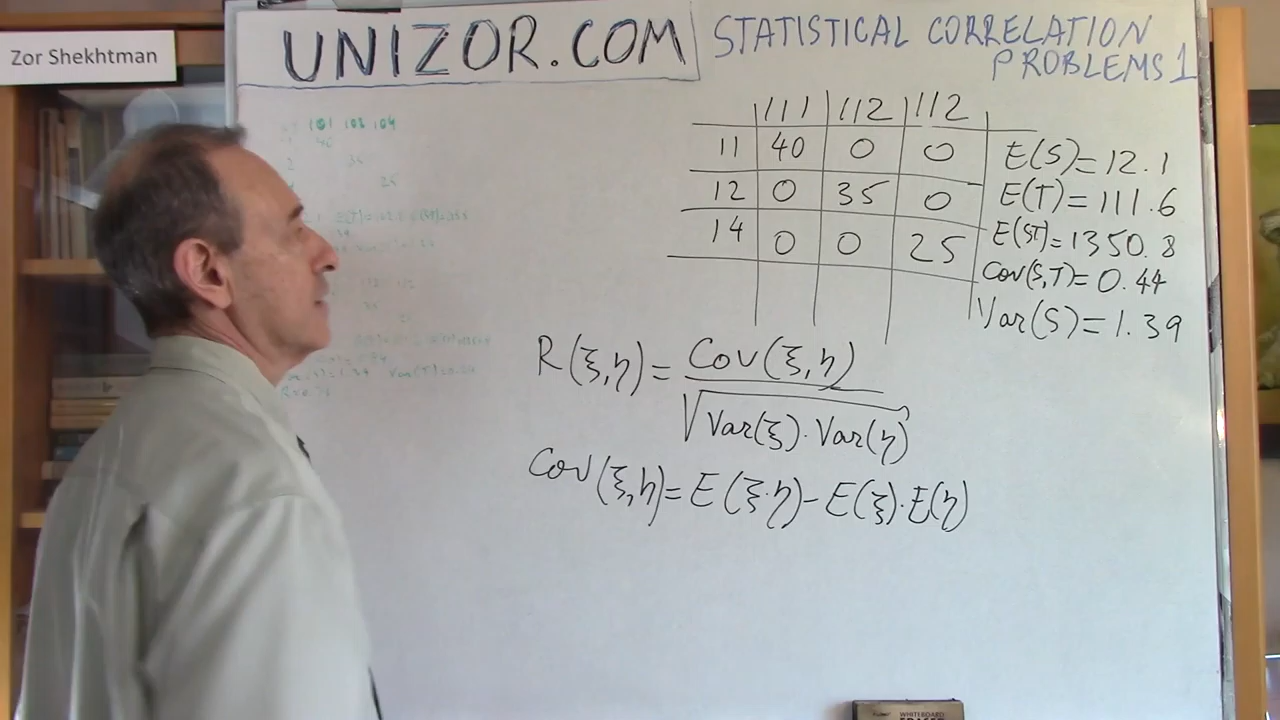 Zor Shekhtman
UNIZOR.COM
STATISTICAL CORRELATION
PROBLEMS 1
111 112 112
11 40 0 0
12 0 35 0
14 0 0 25
E(S)=12.1
E(T)=111.6
E(ST)=1350.8
Cov(S,T)=0.44
Var(S)=1.39
R(ξ,η)=Cov(ξ,η)
√Var(ξ)·Var(η)
Cov(ξ,η)=E(ξ·η)-E(ξ)·E(η)
WHITEBOARD
ERASER